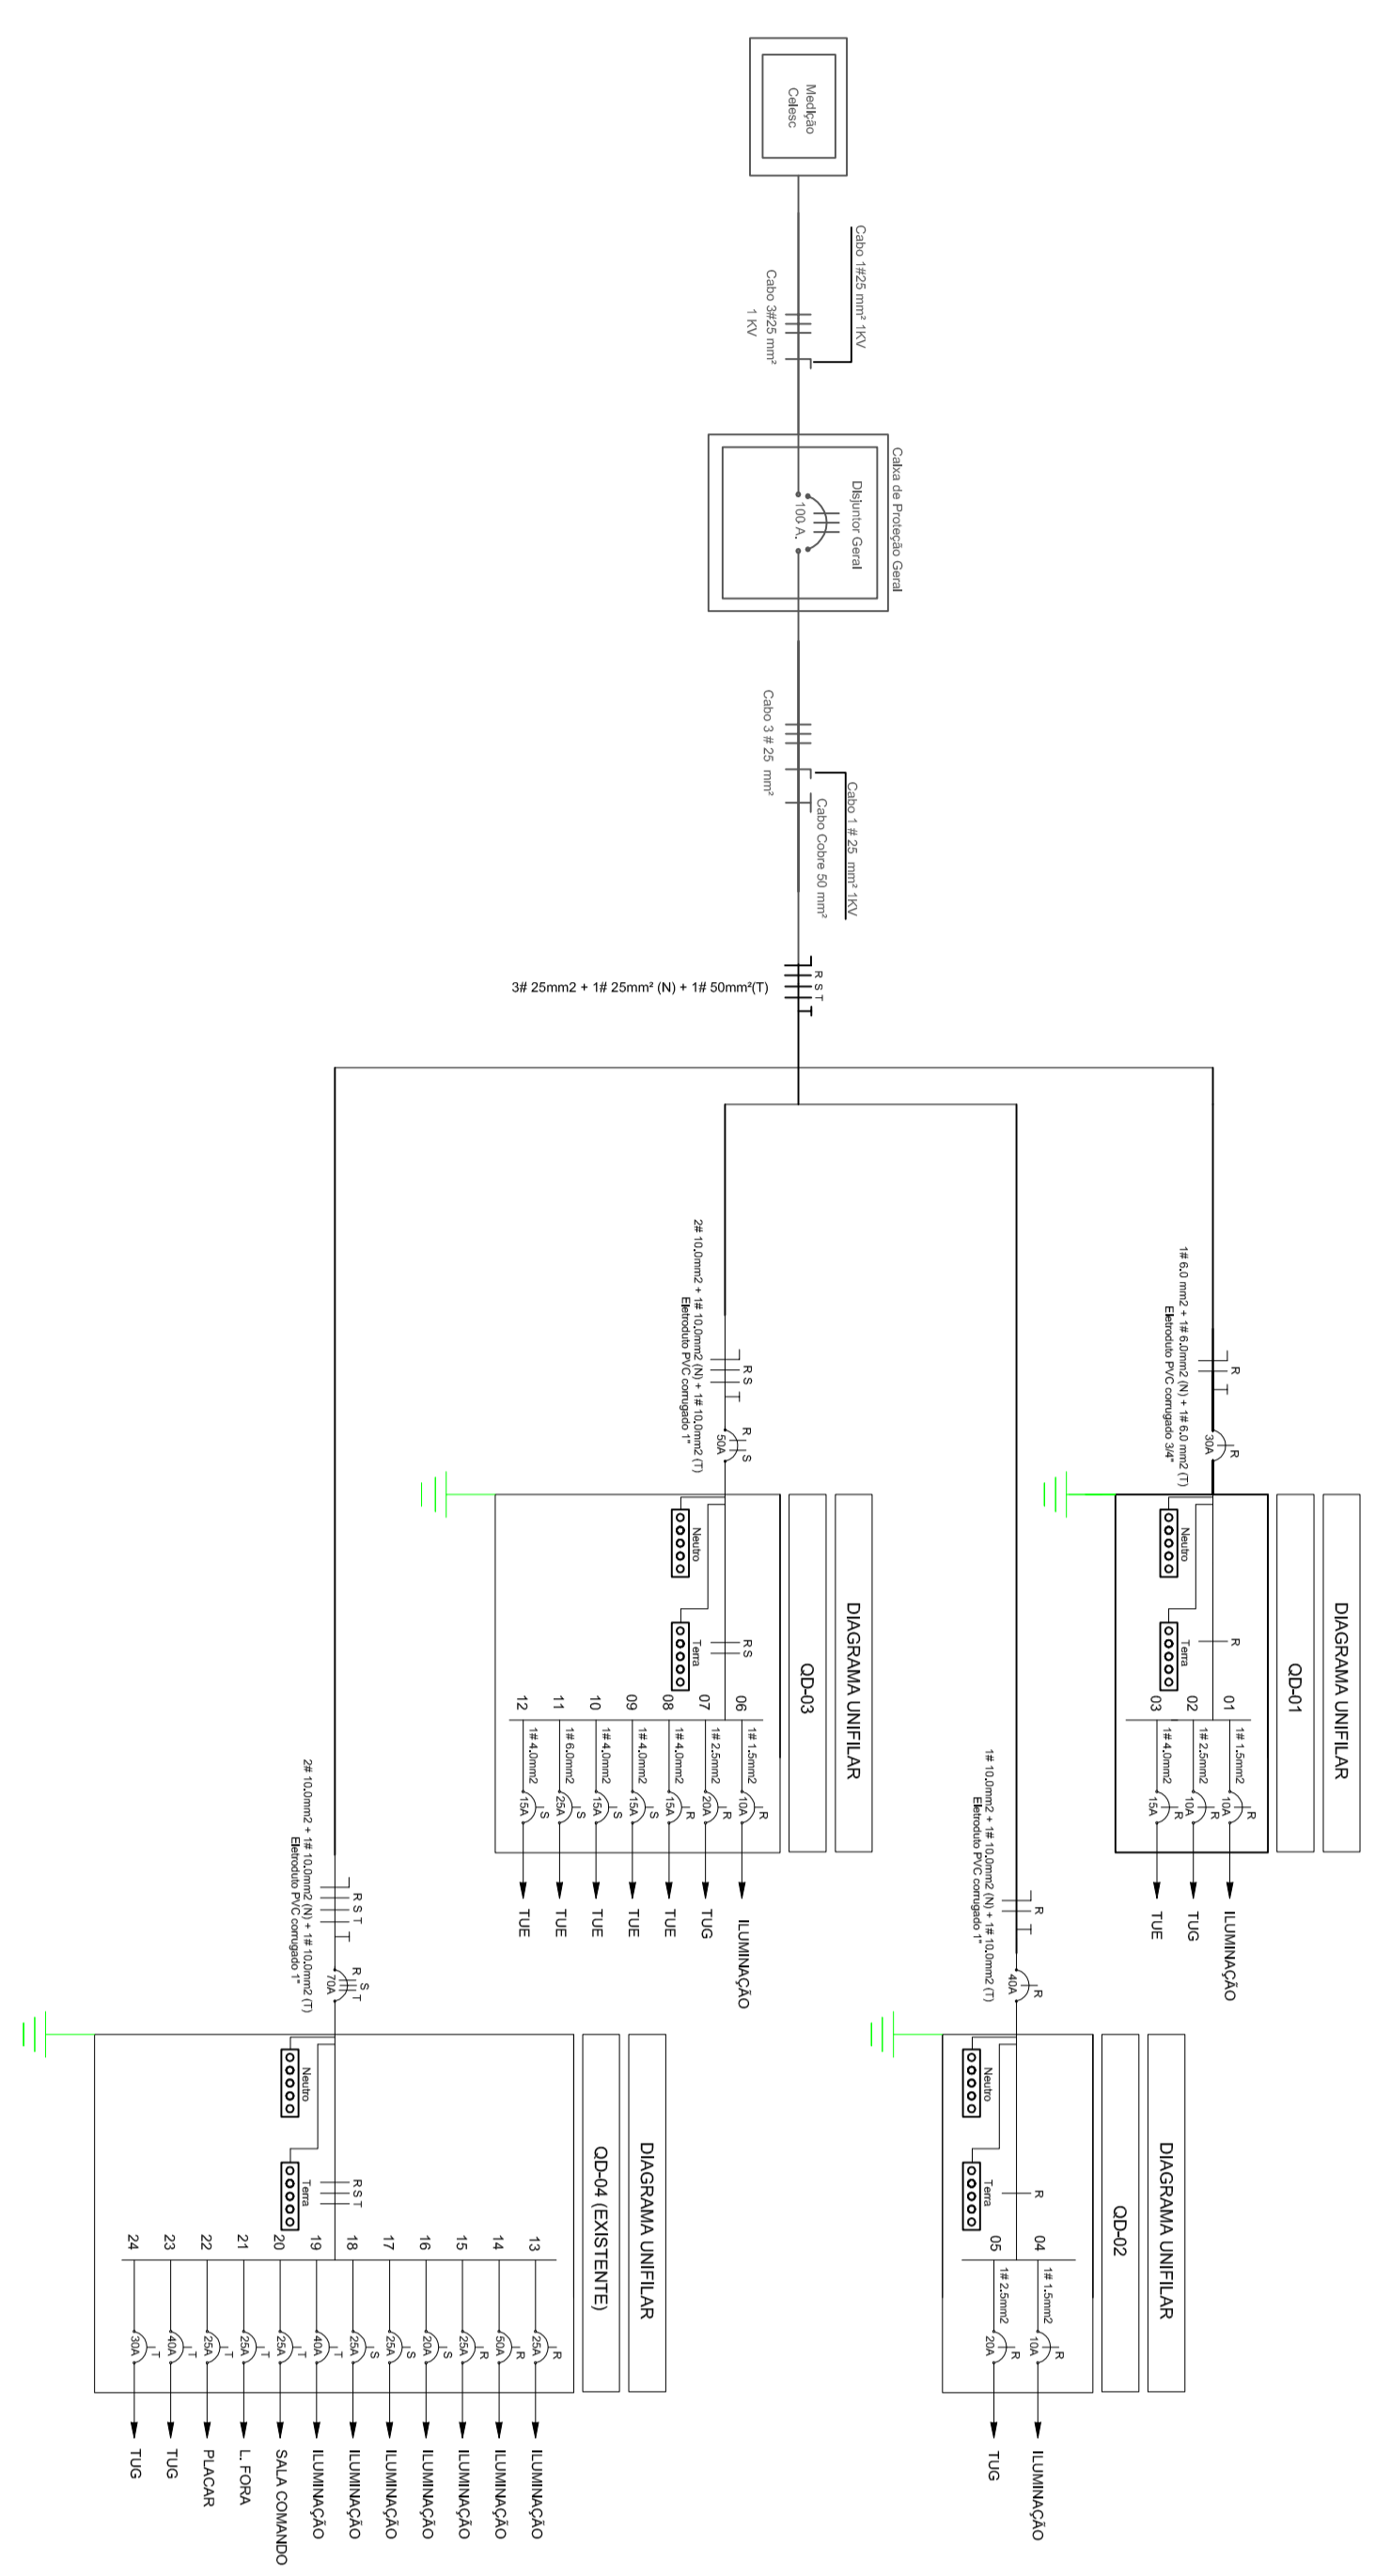 Medição
Celesc
Cabo 1#25 mm² 1KV
Cabo 3#25 mm²
1 KV
Caixa de Proteção Geral
Disjuntor Geral
100 A.
Cabo 3 # 25 mm²
Cabo 1 # 25 mm² 1KV
Cabo Cobre 50 mm²
R S T
3# 25mm2 + 1# 25mm² (N) + 1# 50mm²(T)
DIAGRAMA UNIFILAR
QD-01
1# 6.0 mm2 + 1# 6.0mm2 (N) + 1# 6.0 mm2 (T)
Eletroduto PVC corrugado 3/4"
R
R
30A
Neutro
Terra
R
01 1# 1.5mm2 10A R ILUMINAÇÃO
02 1# 2.5mm2 10A R TUG
03 1# 4.0mm2 15A R TUE
DIAGRAMA UNIFILAR
QD-02
1# 10.0mm2 + 1# 10.0mm2 (N) + 1# 10.0mm2 (T)
Eletroduto PVC corrugado 1"
R
R
40A
Neutro
Terra
R
04 1# 1.5mm2 10A R ILUMINAÇÃO
05 1# 2.5mm2 20A R TUG
DIAGRAMA UNIFILAR
QD-03
2# 10.0mm2 + 1# 10.0mm2 (N) + 1# 10.0mm2 (T)
Eletroduto PVC corrugado 1"
R S
R S
50A
Neutro
Terra
R S
06 1# 1.5mm2 10A R ILUMINAÇÃO
07 1# 2.5mm2 20A R TUG
08 1# 4.0mm2 15A R TUE
09 1# 4.0mm2 15A S TUE
10 1# 4.0mm2 15A S TUE
11 1# 6.0mm2 25A S TUE
12 1# 4.0mm2 15A S TUE
DIAGRAMA UNIFILAR
QD-04 (EXISTENTE)
2# 10.0mm2 + 1# 10.0mm2 (N) + 1# 10.0mm2 (T)
Eletroduto PVC corrugado 1"
R S T
R S T
70A
Neutro
Terra
R S T
13 25A R ILUMINAÇÃO
14 50A R ILUMINAÇÃO
15 25A R ILUMINAÇÃO
16 20A S ILUMINAÇÃO
17 25A S ILUMINAÇÃO
18 25A S ILUMINAÇÃO
19 40A T ILUMINAÇÃO
20 25A T SALA COMANDO
21 25A T L. FORA
22 25A T PLACAR
23 40A T TUG
24 30A T TUG